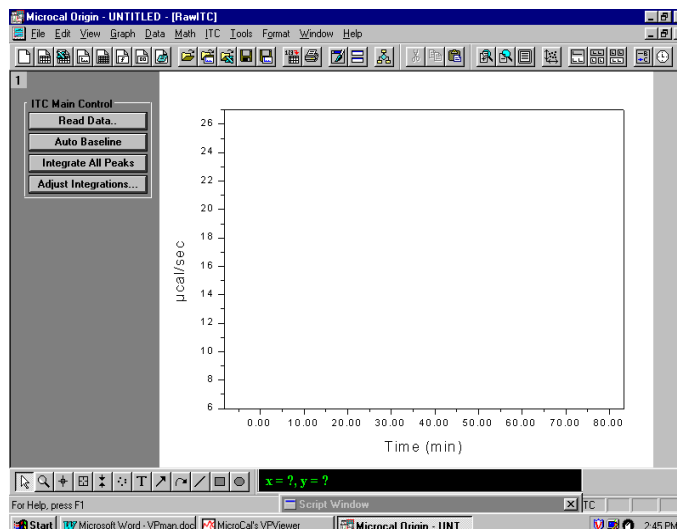 Microcal Origin - UNTITLED - [RawITC]
File Edit View Graph Data Math ITC Tools Format Window Help
1
ITC Main Control
Read Data..
Auto Baseline
Integrate All Peaks
Adjust Integrations...
26
24
22
20
18
16
14
12
10
8
6
µcal/sec
0.00 10.00 20.00 30.00 40.00 50.00 60.00 70.00 80.00
Time (min)
T
x = ?, y = ?
For Help, press F1
Script Window
TC
Start Microsoft Word - VPman.doc MicroCal's VPViewer Microcal Origin - UNT... 2:45 PM